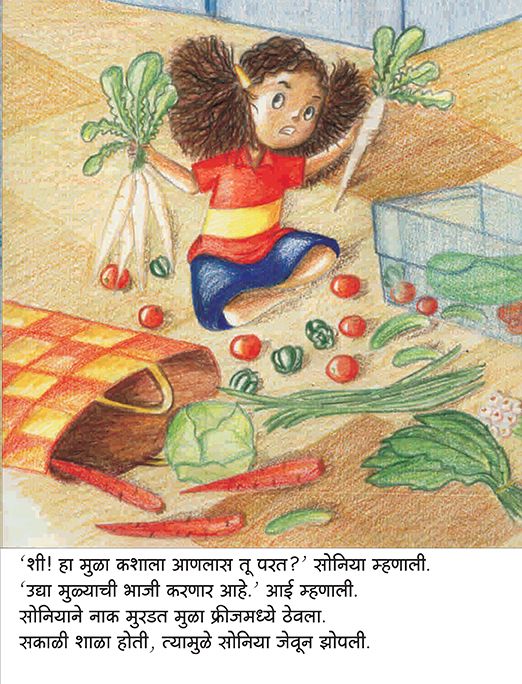 ‘शी! हा मुळा कशाला आणलास तू परत?’ सोनिया म्हणाली.
‘उद्या मुळ्याची भाजी करणार आहे.’ आई म्हणाली.
सोनियाने नाक मुरडत मुळा फ्रीजमध्ये ठेवला.
सकाळी शाळा होती, त्यामुळे सोनिया जेवून झोपली.